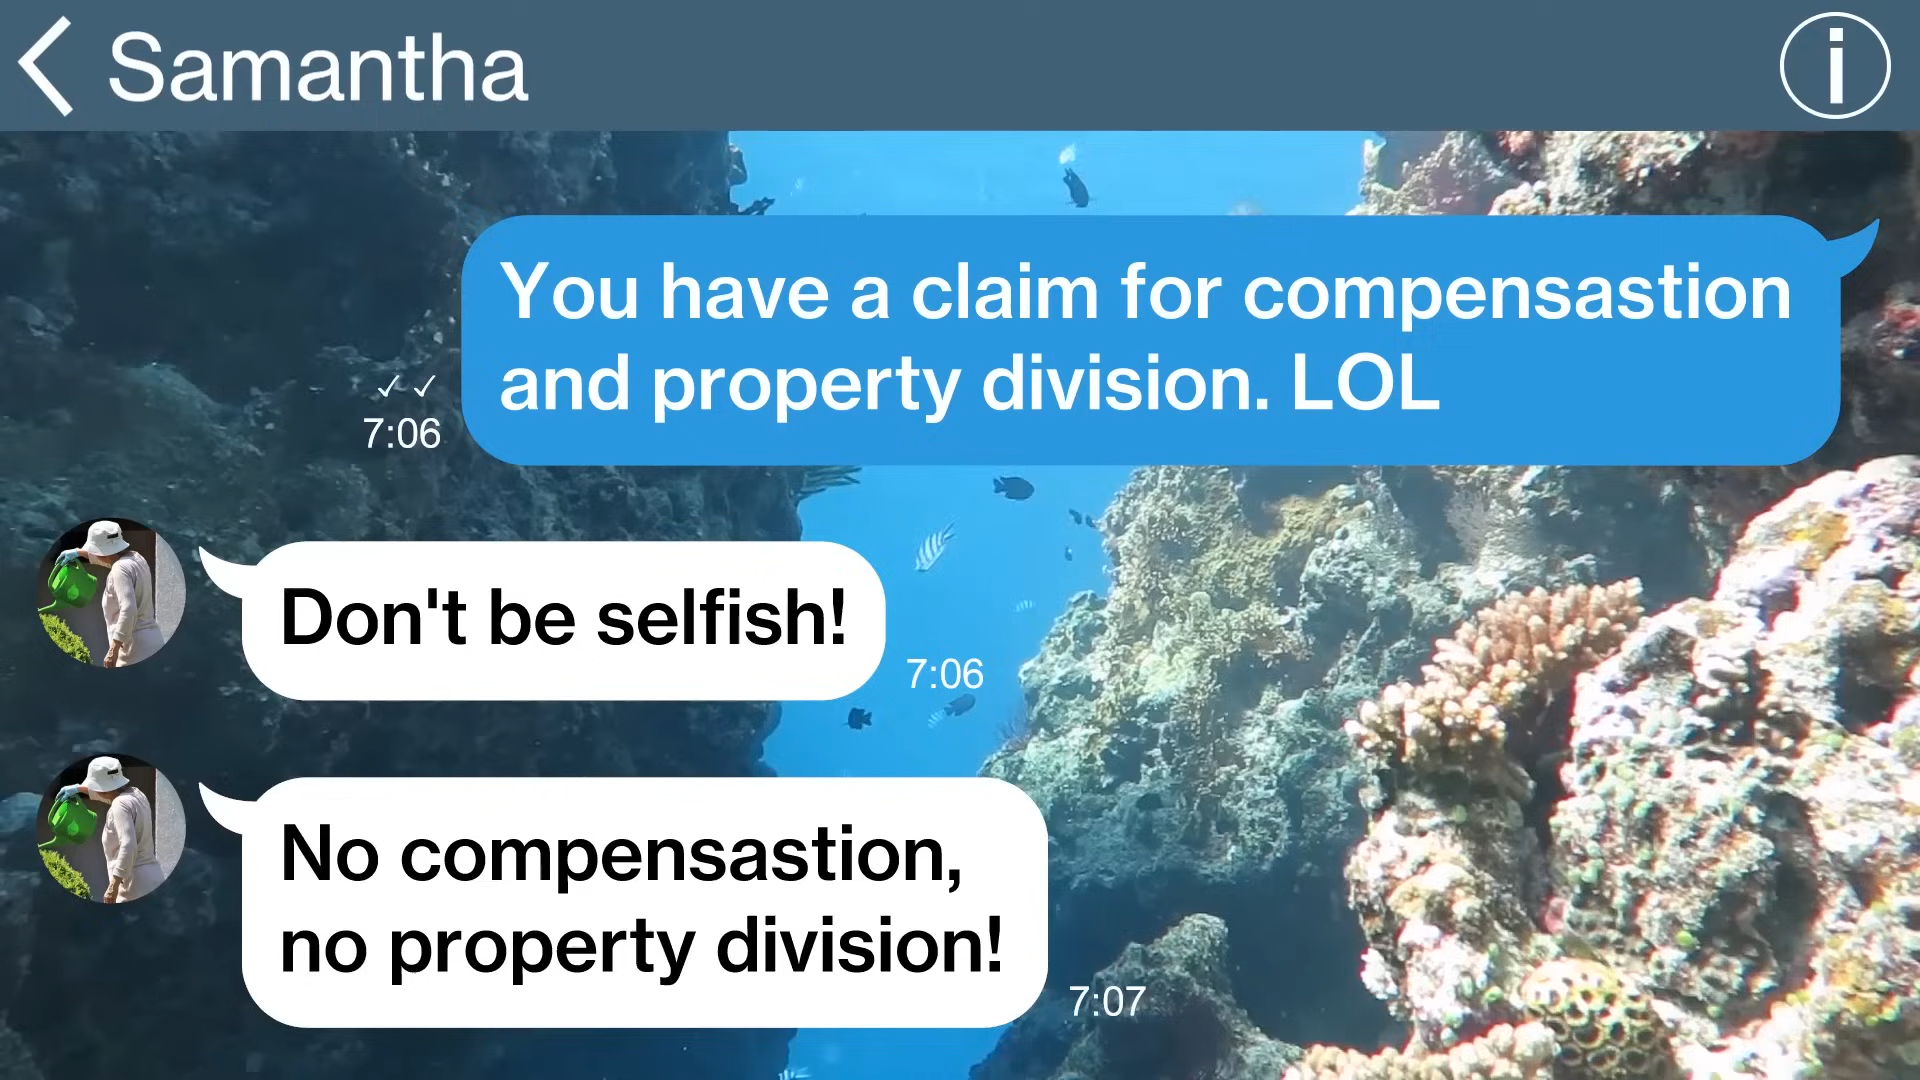 Samantha
You have a claim for compensastion
and property division. LOL
✓✓
7:06
Don't be selfish!
7:06
No compensastion,
no property division!
7:07